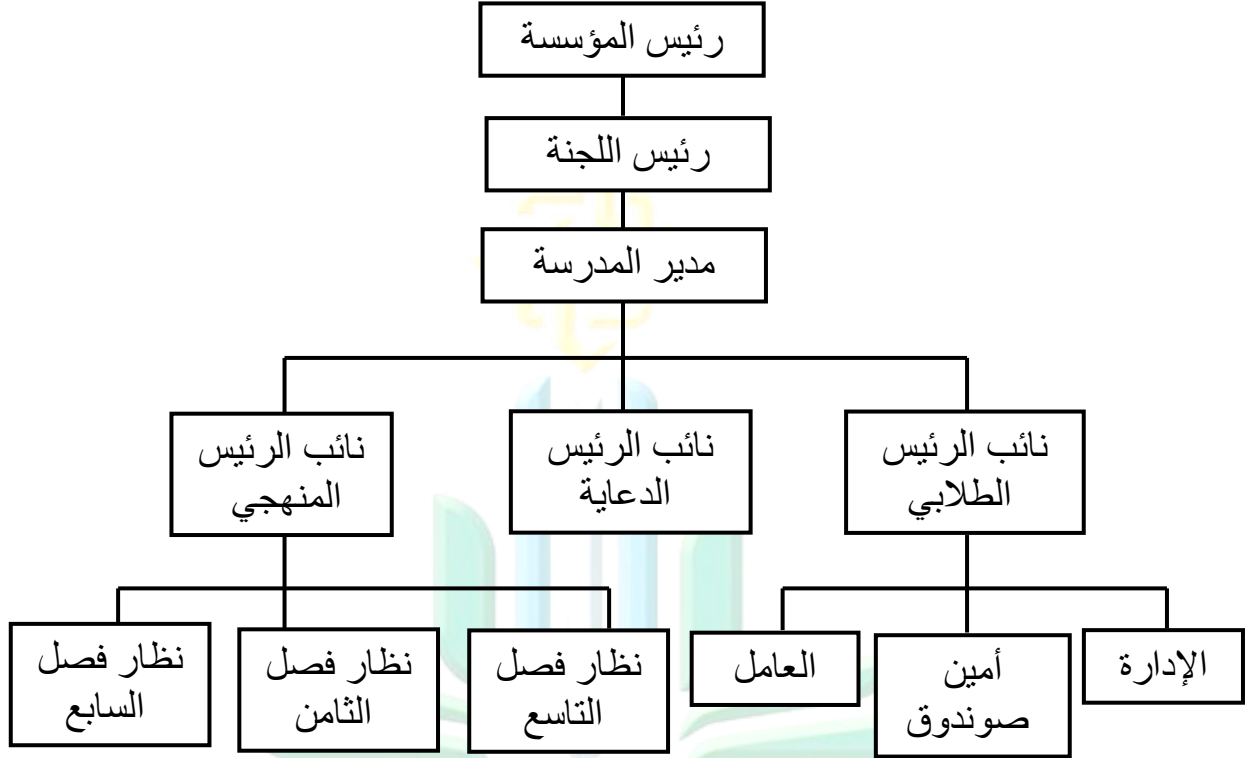 رئيس المؤسسة
رئيس اللجنة
مدير المدرسة
نائب الرئيس
الطلابي
نائب الرئيس
الدعاية
نائب الرئيس
المنهجي
الإدارة
أمين
صوندوق
العامل
نظار فصل
التاسع
نظار فصل
الثامن
نظار فصل
السابع